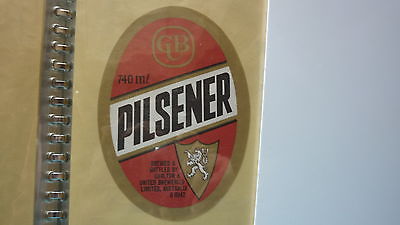 CUB
740 ml
PILSENER
BREWED &
BOTTLED BY
CARLTON &
UNITED BREWERIES
LIMITED, AUSTRALIA